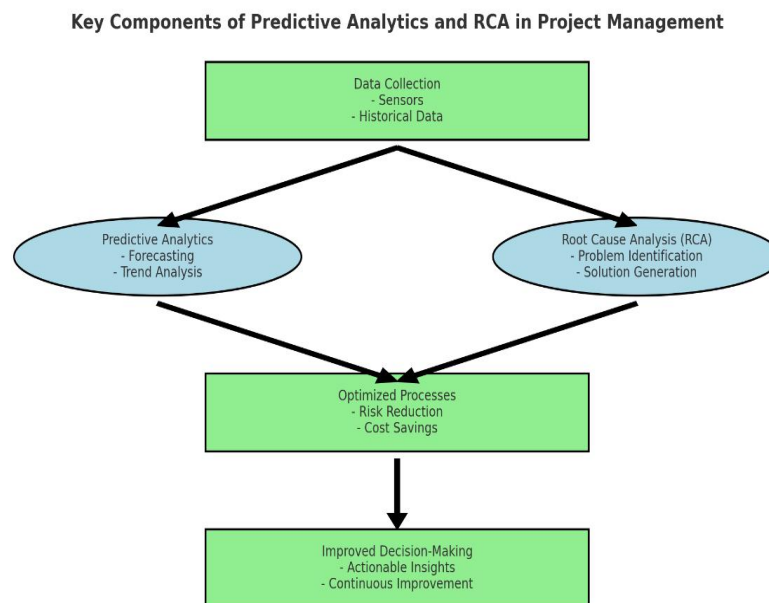 Key Components of Predictive Analytics and RCA in Project Management
Data Collection
- Sensors
- Historical Data
Predictive Analytics
- Forecasting
- Trend Analysis
Root Cause Analysis (RCA)
- Problem Identification
- Solution Generation
Optimized Processes
- Risk Reduction
- Cost Savings
Improved Decision-Making
- Actionable Insights
- Continuous Improvement